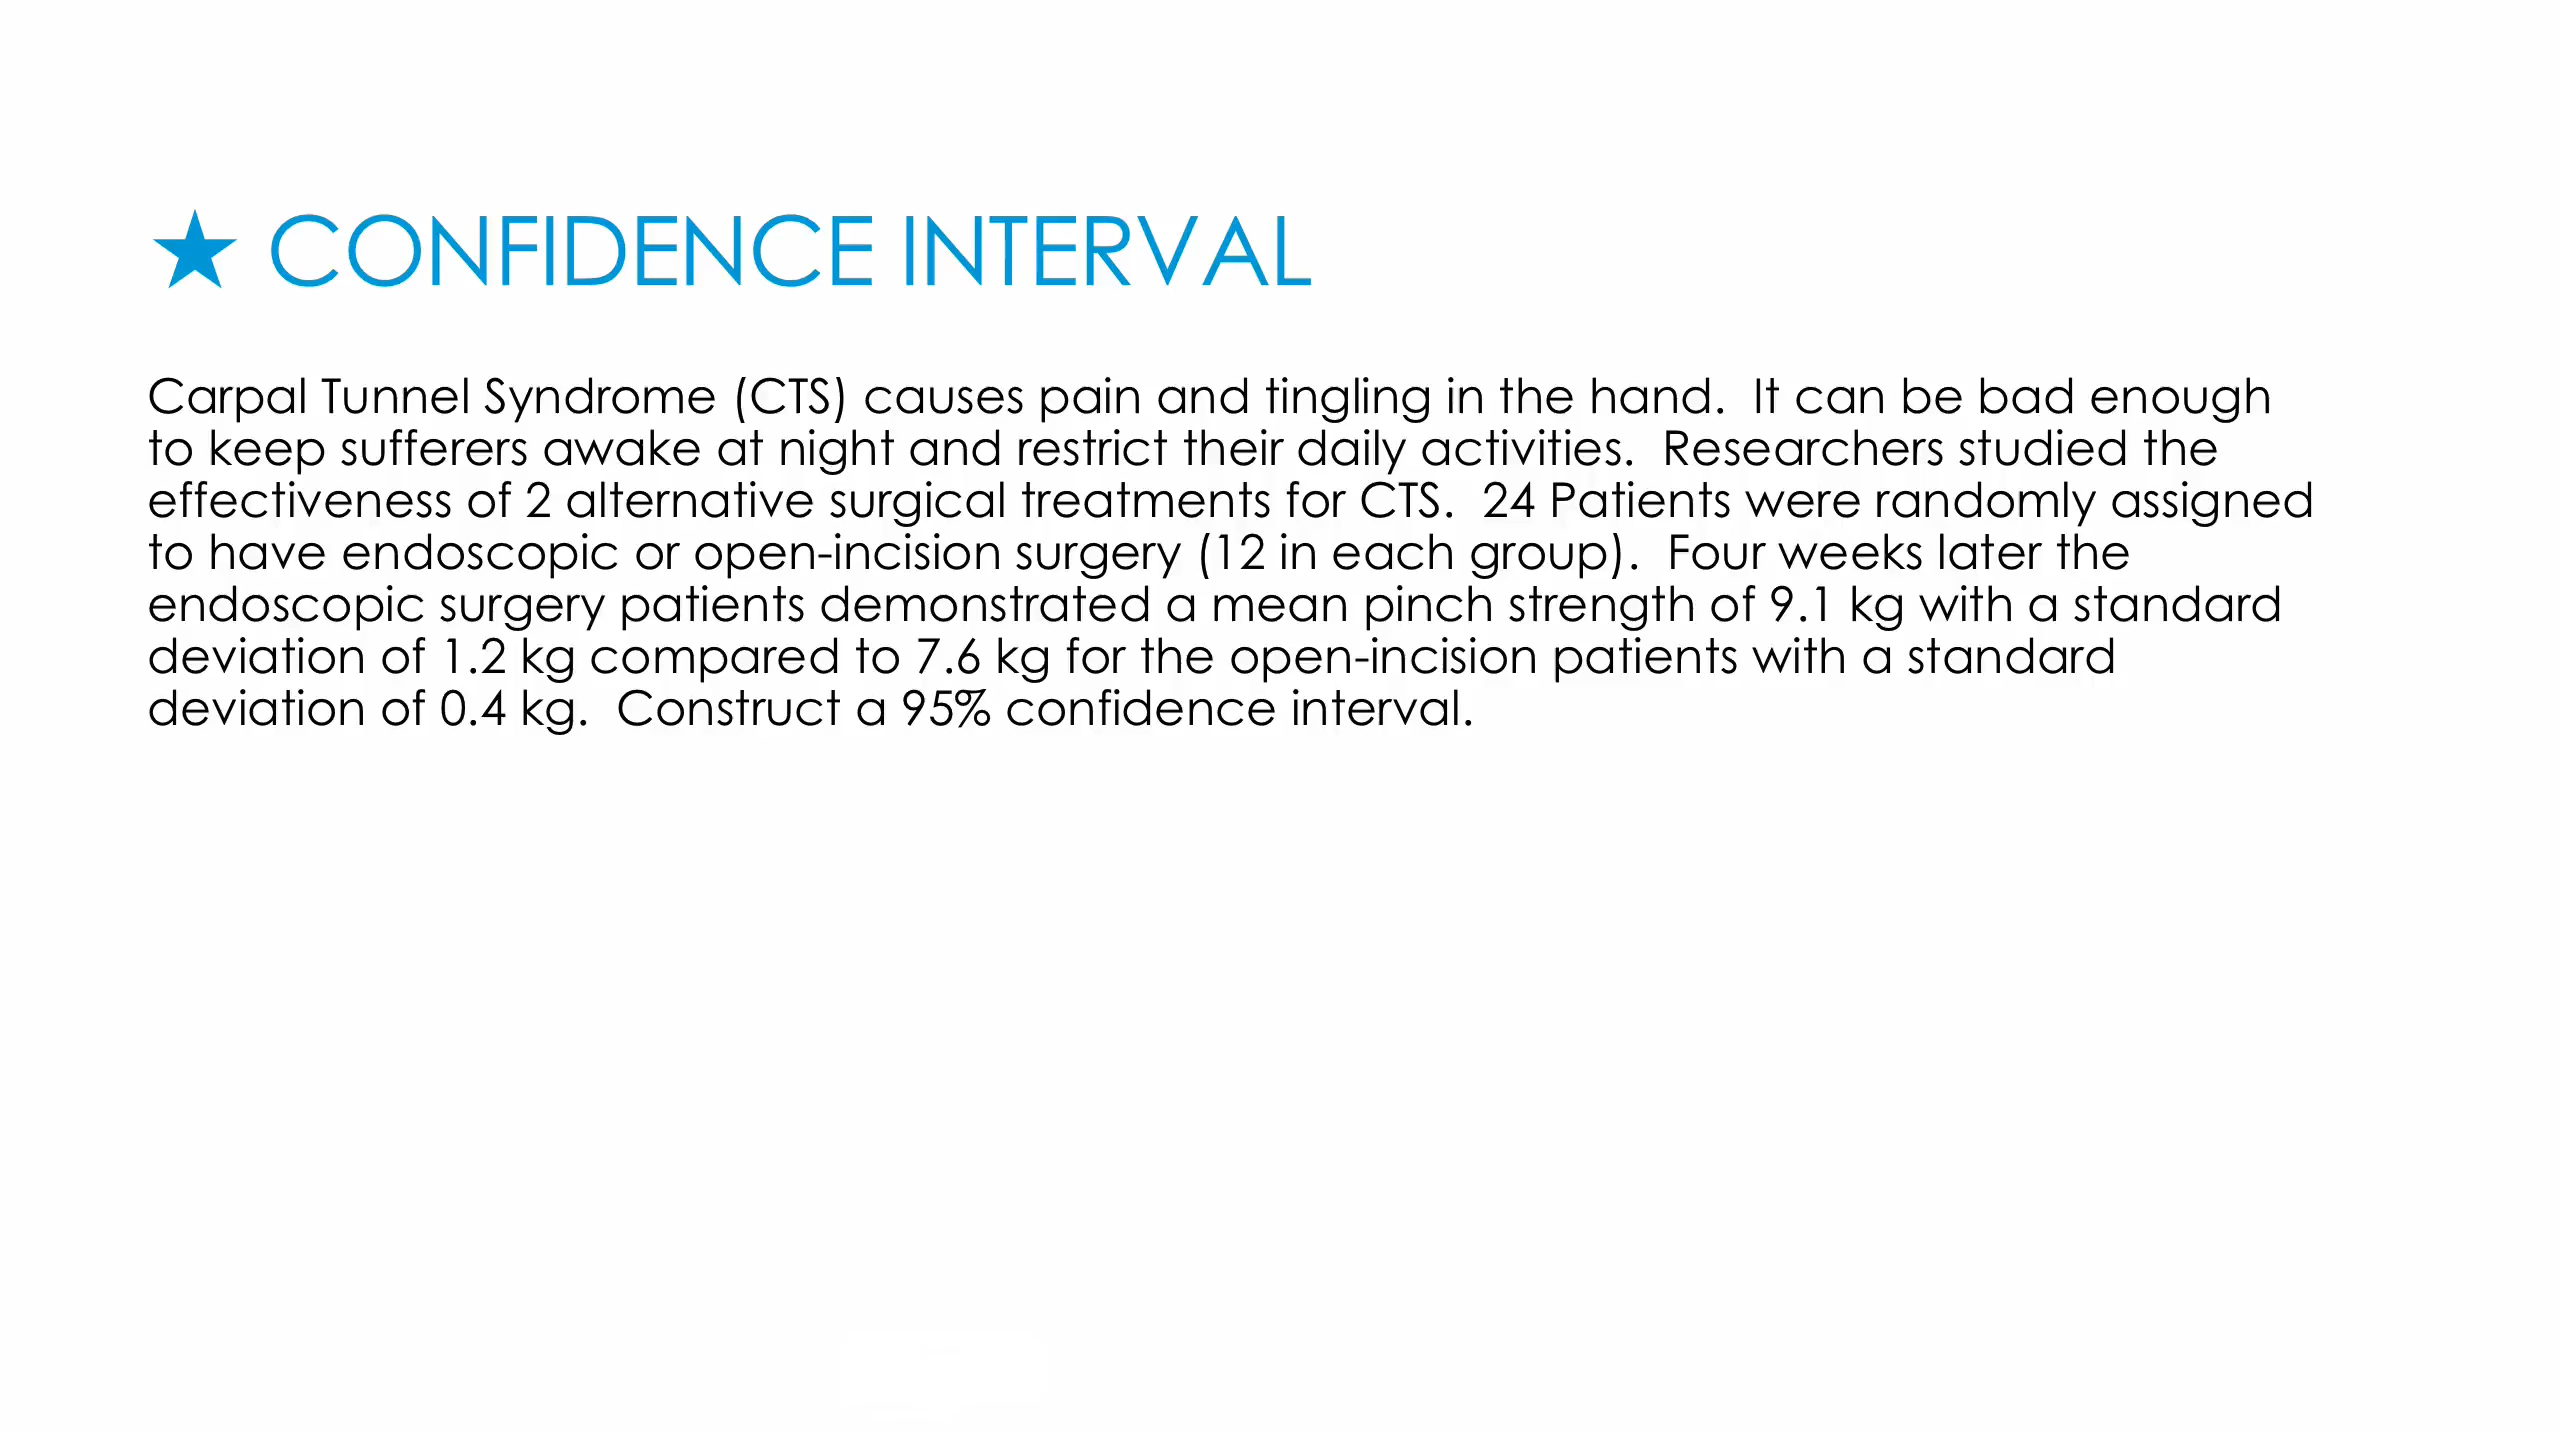 ★ CONFIDENCE INTERVAL
Carpal Tunnel Syndrome (CTS) causes pain and tingling in the hand.  It can be bad enough
to keep sufferers awake at night and restrict their daily activities.  Researchers studied the
effectiveness of 2 alternative surgical treatments for CTS.  24 Patients were randomly assigned
to have endoscopic or open-incision surgery (12 in each group).  Four weeks later the
endoscopic surgery patients demonstrated a mean pinch strength of 9.1 kg with a standard
deviation of 1.2 kg compared to 7.6 kg for the open-incision patients with a standard
deviation of 0.4 kg.  Construct a 95% confidence interval.